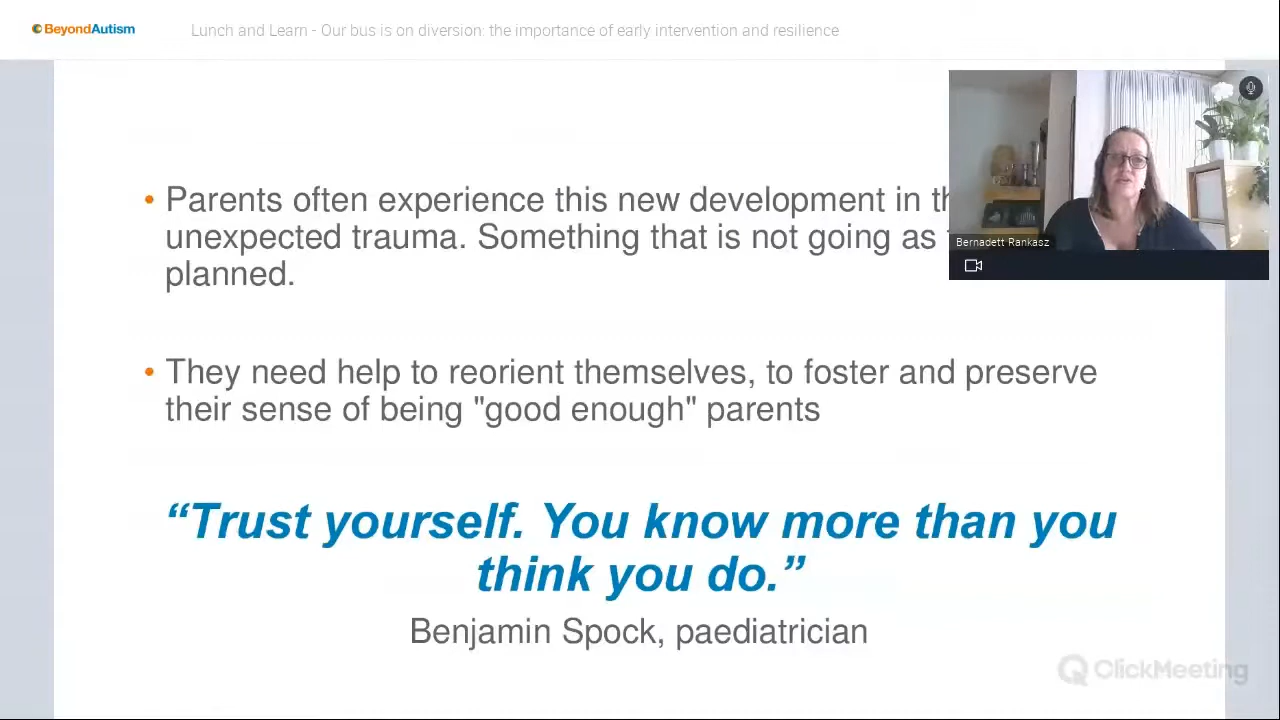 BeyondAutism
Lunch and Learn - Our bus is on diversion: the importance of early intervention and resilience
• Parents often experience this new development in
unexpected trauma. Something that is not going as
planned.
Bernadett Rankasz
• They need help to reorient themselves, to foster and preserve
their sense of being "good enough" parents
“Trust yourself. You know more than you
think you do.”
Benjamin Spock, paediatrician
ClickMeeting